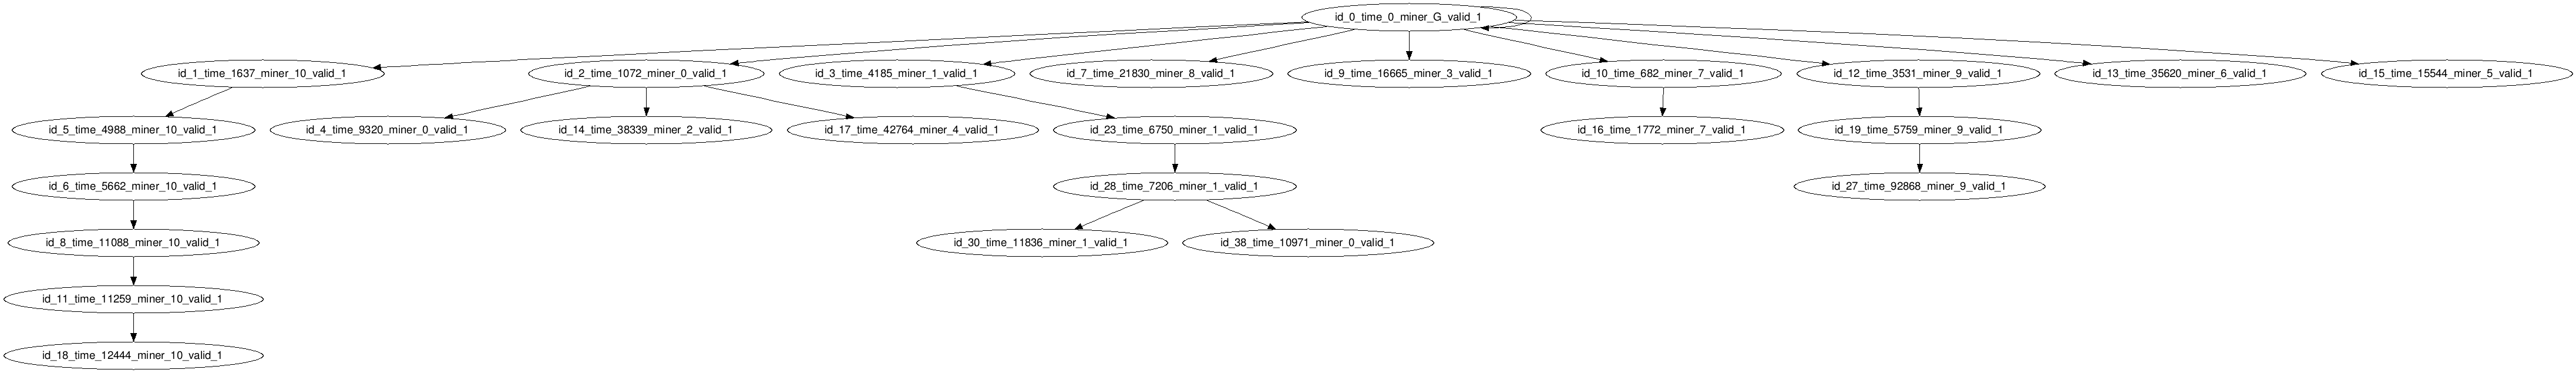 id_0_time_0_miner_G_valid_1
id_1_time_1637_miner_10_valid_1
id_2_time_1072_miner_0_valid_1
id_3_time_4185_miner_1_valid_1
id_7_time_21830_miner_8_valid_1
id_9_time_16665_miner_3_valid_1
id_10_time_682_miner_7_valid_1
id_12_time_3531_miner_9_valid_1
id_13_time_35620_miner_6_valid_1
id_15_time_15544_miner_5_valid_1
id_5_time_4988_miner_10_valid_1
id_4_time_9320_miner_0_valid_1
id_14_time_38339_miner_2_valid_1
id_17_time_42764_miner_4_valid_1
id_23_time_6750_miner_1_valid_1
id_16_time_1772_miner_7_valid_1
id_19_time_5759_miner_9_valid_1
id_6_time_5662_miner_10_valid_1
id_28_time_7206_miner_1_valid_1
id_27_time_92868_miner_9_valid_1
id_8_time_11088_miner_10_valid_1
id_30_time_11836_miner_1_valid_1
id_38_time_10971_miner_0_valid_1
id_11_time_11259_miner_10_valid_1
id_18_time_12444_miner_10_valid_1